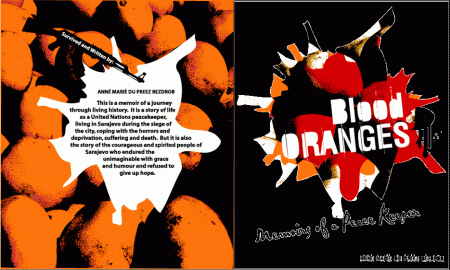 Survived and Written by:
ANNE MARIE DU PREEZ BEZDROB
This is a memoir of a journey
through living history. It is a story of life
as a United Nations peacekeeper,
living in Sarajevo during the siege of
the city, coping with the horrors and
deprivation, suffering and death. But it is also
the story of the courageous and spirited people of
Sarajevo who endured the
unimaginable with grace
and humour and refused to
give up hope.
Blood
ORANGES
Memoirs of a Peace Keeper